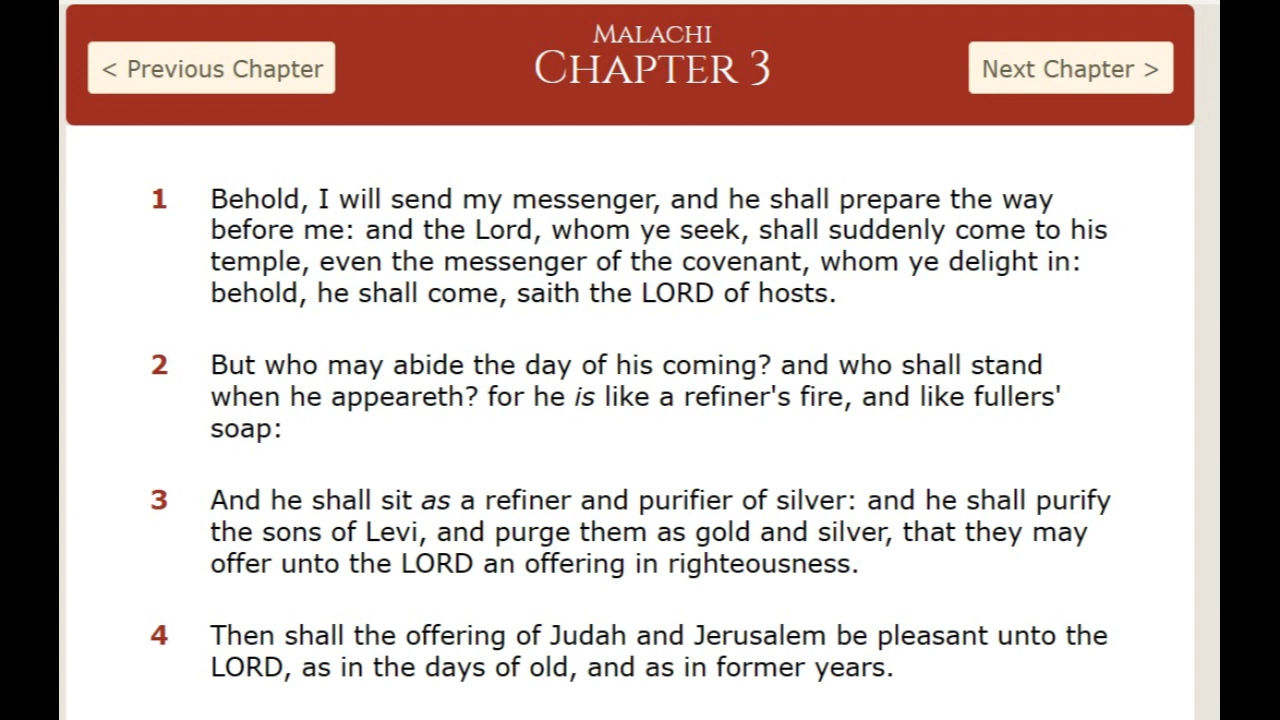 MALACHI
CHAPTER 3
< Previous Chapter
Next Chapter >
1 Behold, I will send my messenger, and he shall prepare the way
before me: and the Lord, whom ye seek, shall suddenly come to his
temple, even the messenger of the covenant, whom ye delight in:
behold, he shall come, saith the LORD of hosts.
2 But who may abide the day of his coming? and who shall stand
when he appeareth? for he is like a refiner's fire, and like fullers'
soap:
3 And he shall sit as a refiner and purifier of silver: and he shall purify
the sons of Levi, and purge them as gold and silver, that they may
offer unto the LORD an offering in righteousness.
4 Then shall the offering of Judah and Jerusalem be pleasant unto the
LORD, as in the days of old, and as in former years.